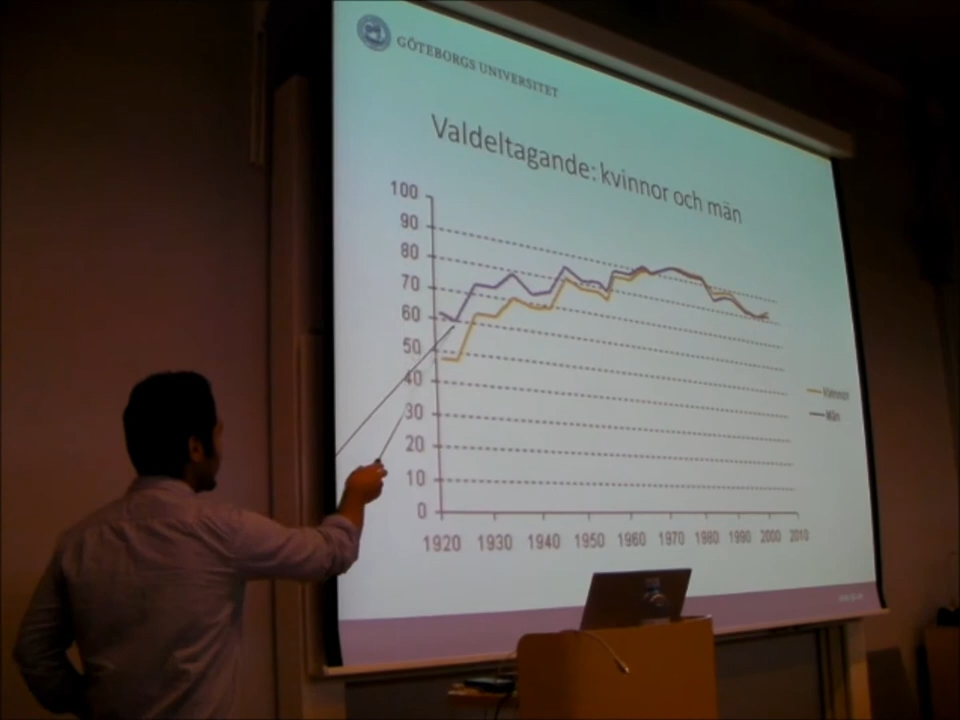 GÖTEBORGS UNIVERSITET
Valdeltagande: kvinnor och män
100
90
80
70
60
50
40
30
20
10
0
1920 1930 1940 1950 1960 1970 1980 1990 2000 2010
Kvinnor
Män